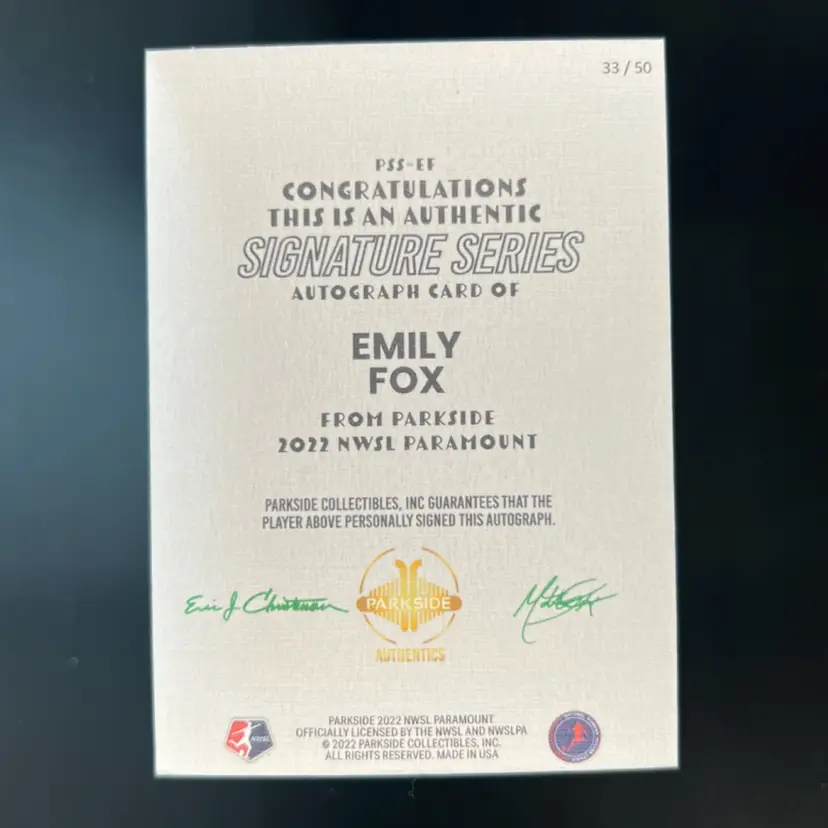 33 / 50
PSS-EF
CONGRATULATIONS
THIS IS AN AUTHENTIC
SIGNATURE SERIES
AUTOGRAPH CARD OF
EMILY
FOX
FROM PARKSIDE
2022 NWSL PARAMOUNT
PARKSIDE COLLECTIBLES, INC GUARANTEES THAT THE
PLAYER ABOVE PERSONALLY SIGNED THIS AUTOGRAPH.
Eric J.
PARKSIDE
AUTHENTICS
PARKSIDE 2022 NWSL PARAMOUNT
OFFICIALLY LICENSED BY THE NWSL AND NWSLPA
© 2022 PARKSIDE COLLECTIBLES, INC.
ALL RIGHTS RESERVED. MADE IN USA
NWSL